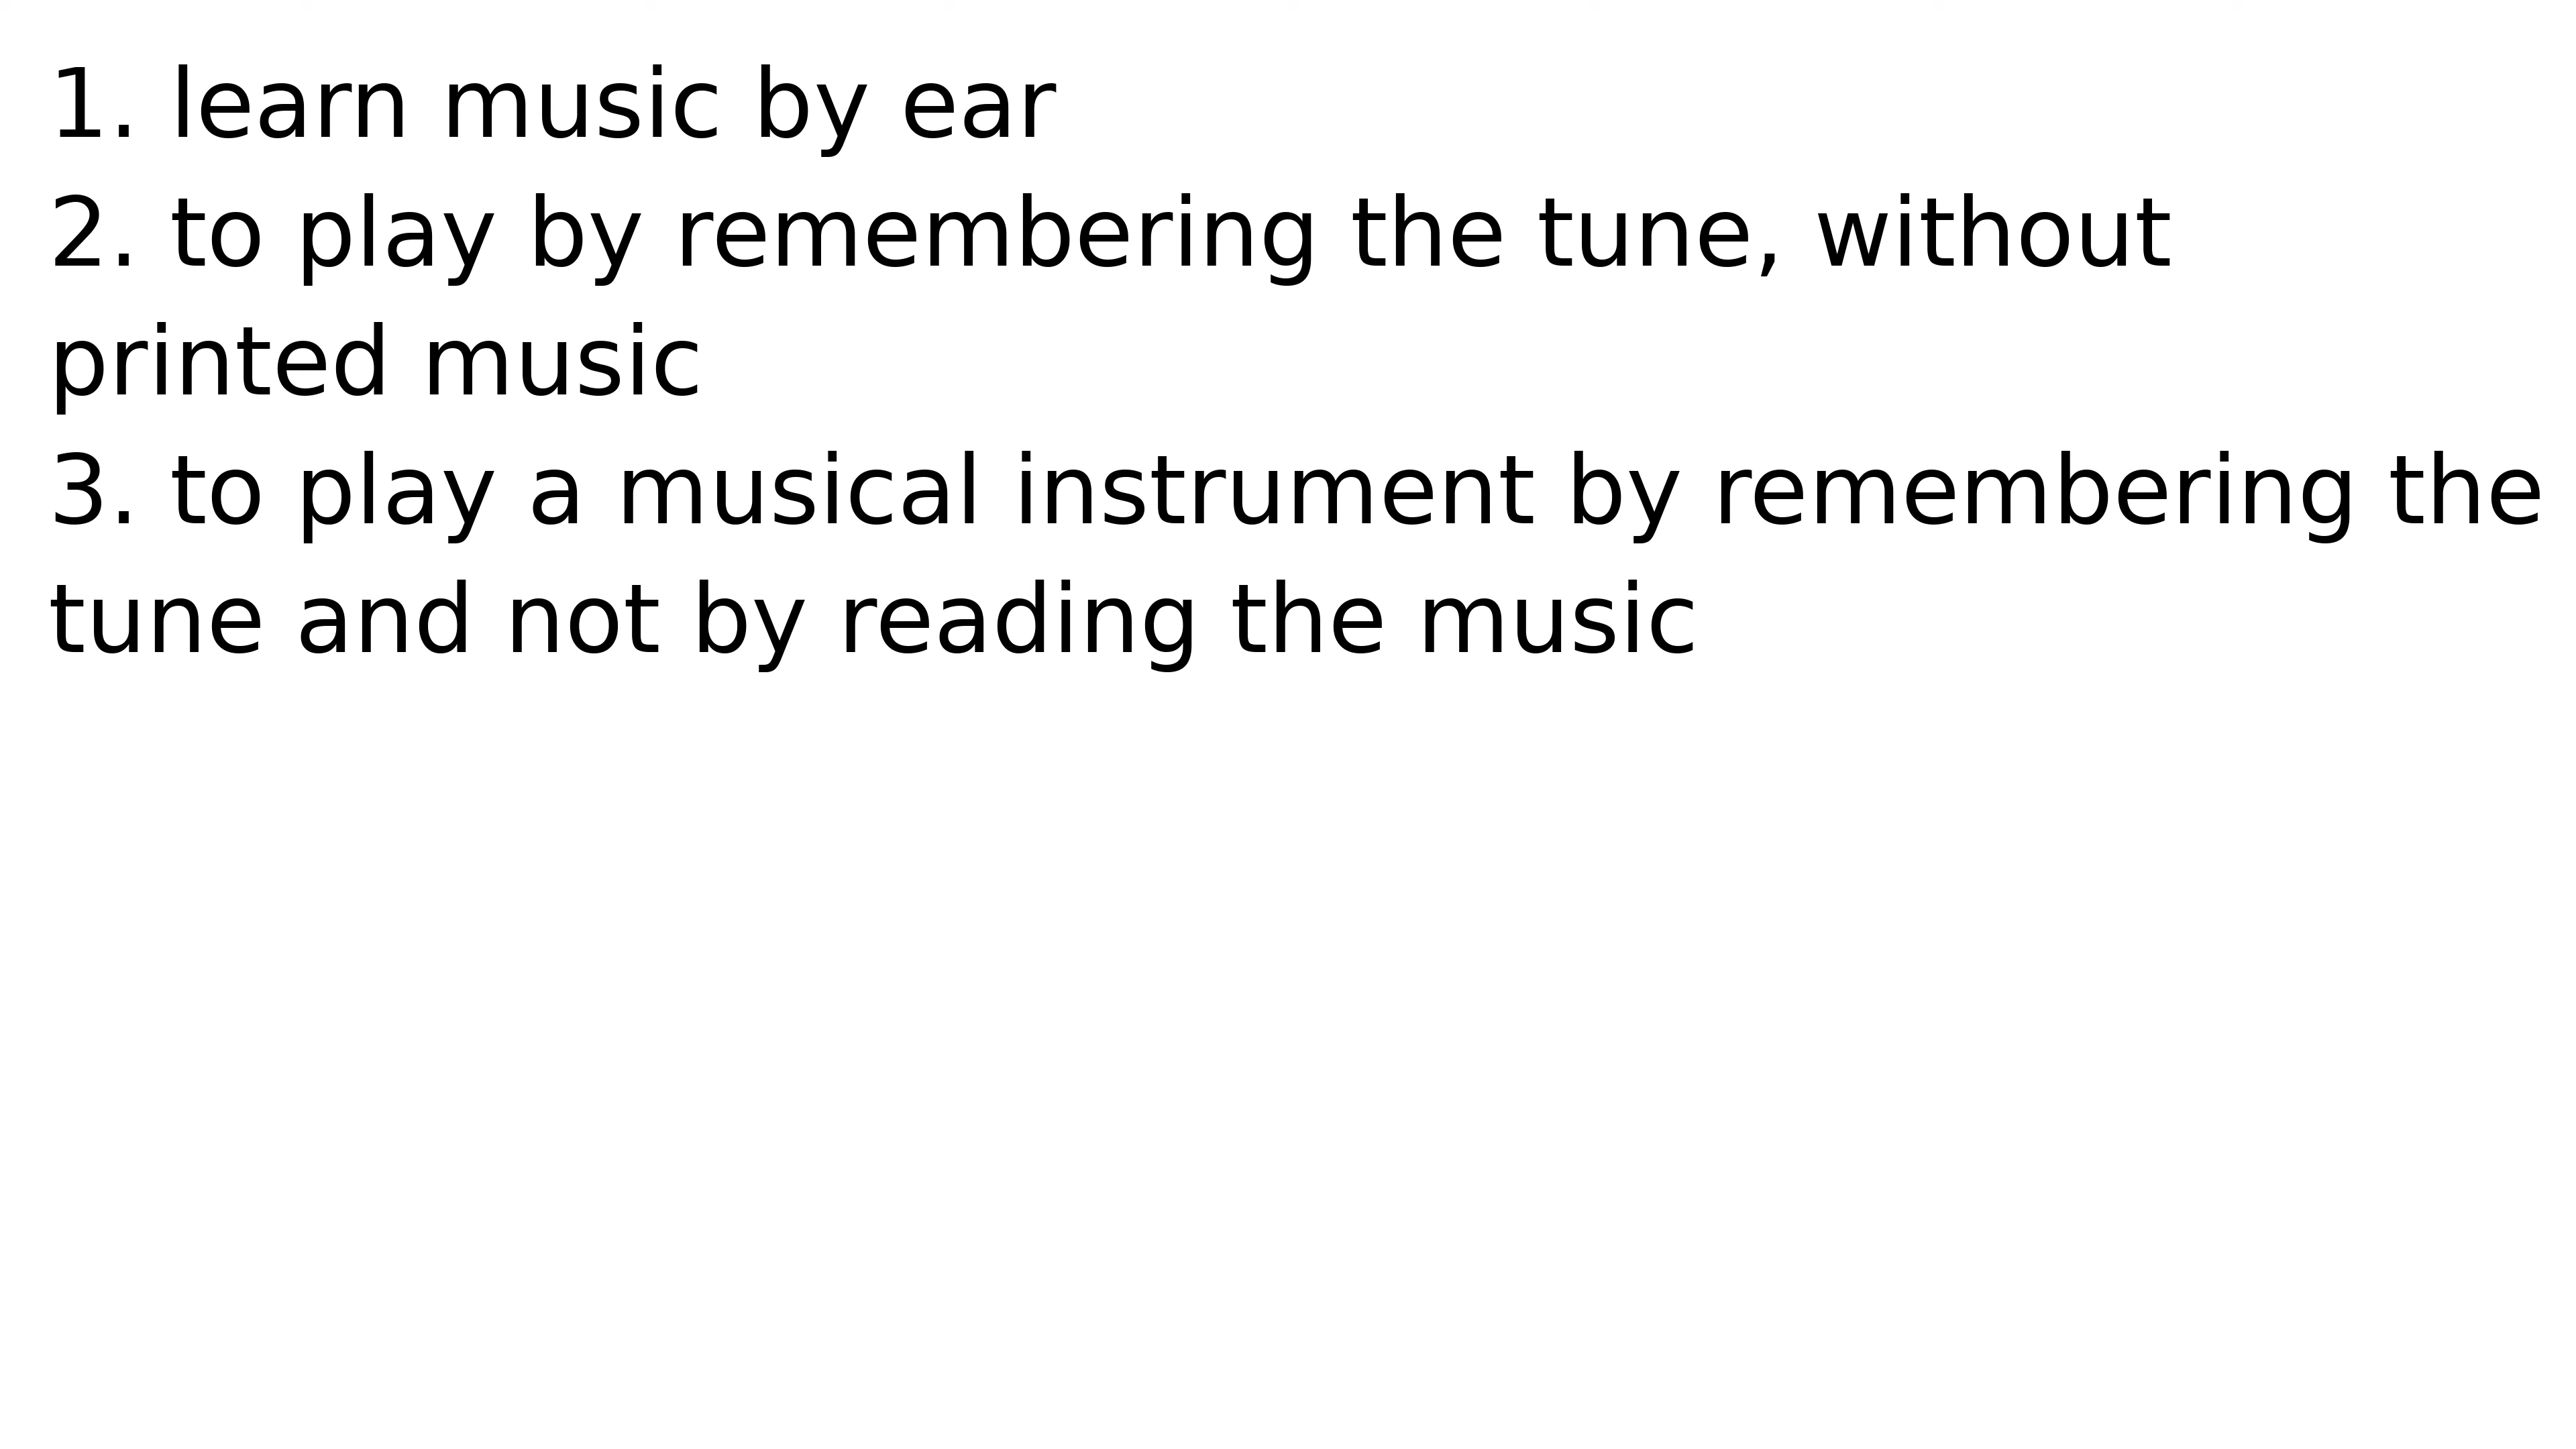 1. learn music by ear
2. to play by remembering the tune, without
printed music
3. to play a musical instrument by remembering the
tune and not by reading the music